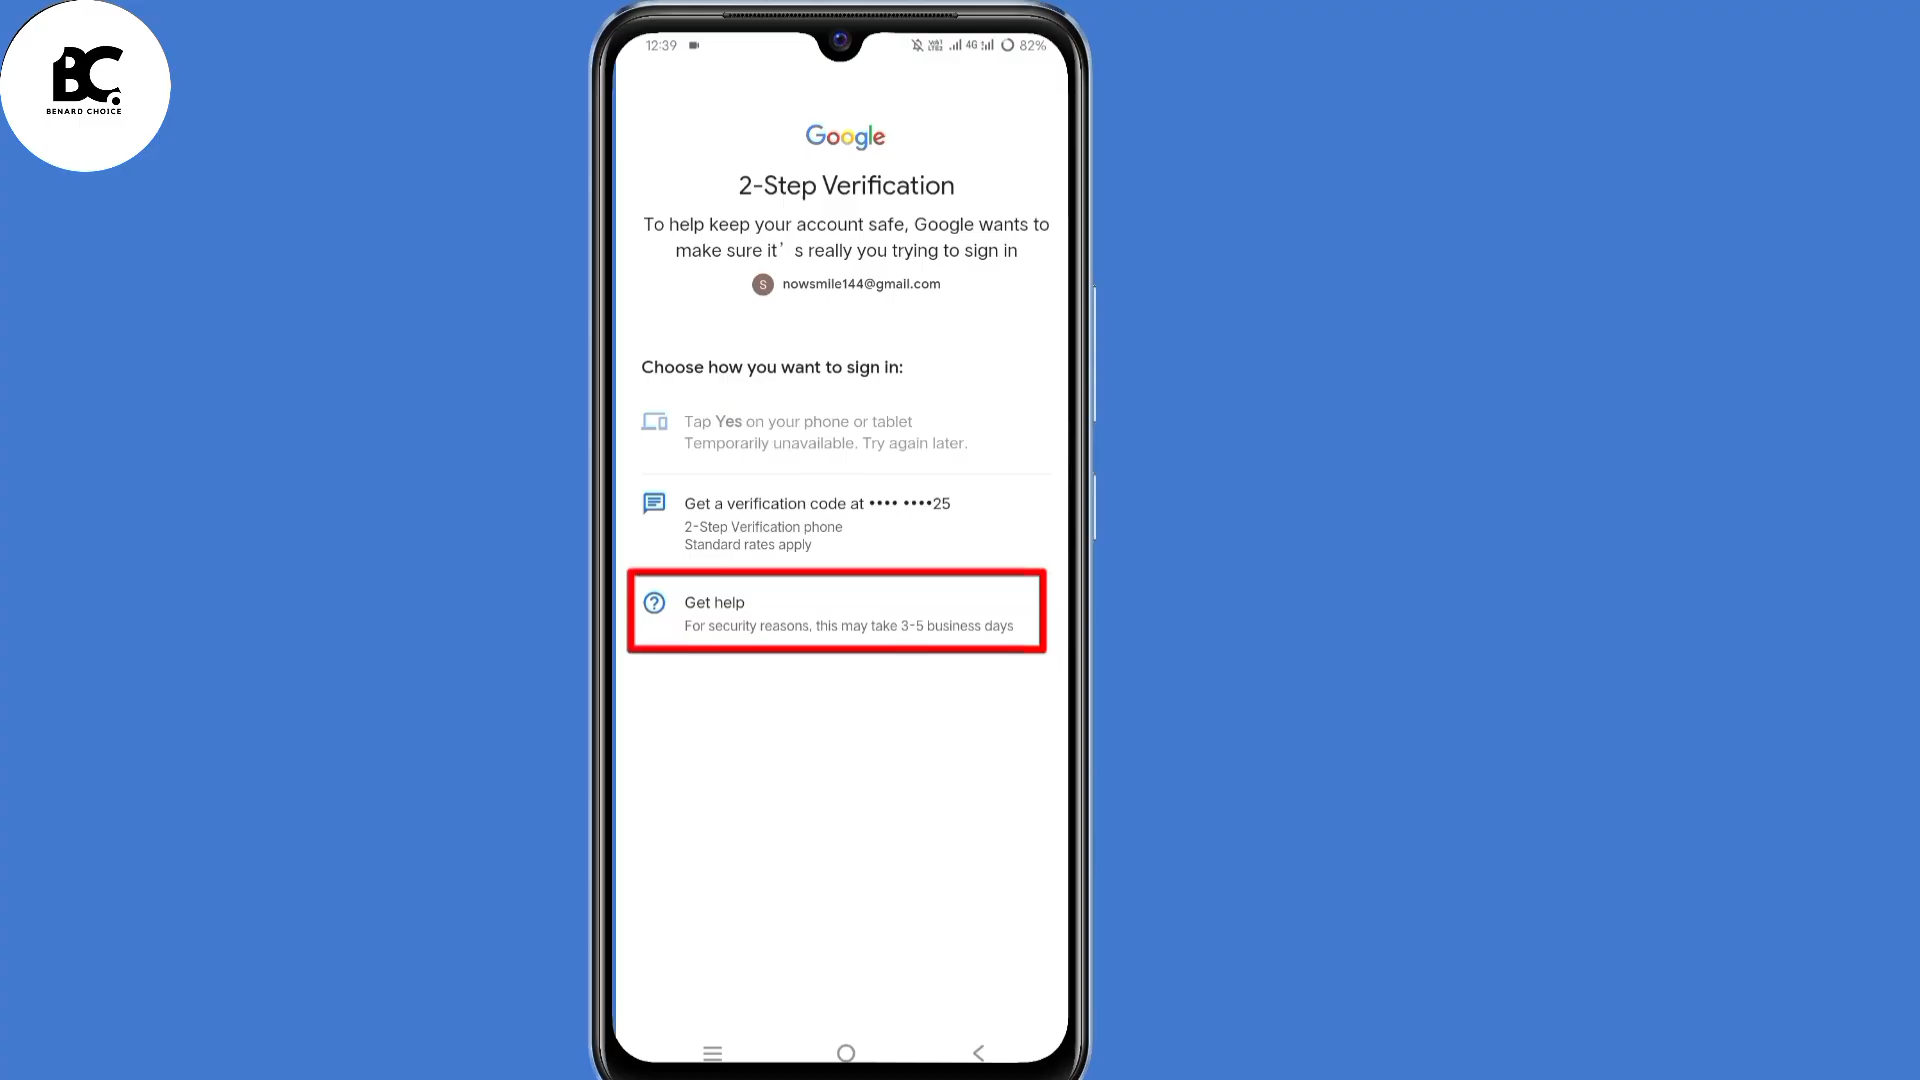 BC
BENARD CHOICE
12:39
4G
82%
Google
2-Step Verification
To help keep your account safe, Google wants to
make sure it’ s really you trying to sign in
S nowsmile144@gmail.com
Choose how you want to sign in:
Tap Yes on your phone or tablet
Temporarily unavailable. Try again later.
Get a verification code at •••• ••••25
2-Step Verification phone
Standard rates apply
Get help
For security reasons, this may take 3-5 business days